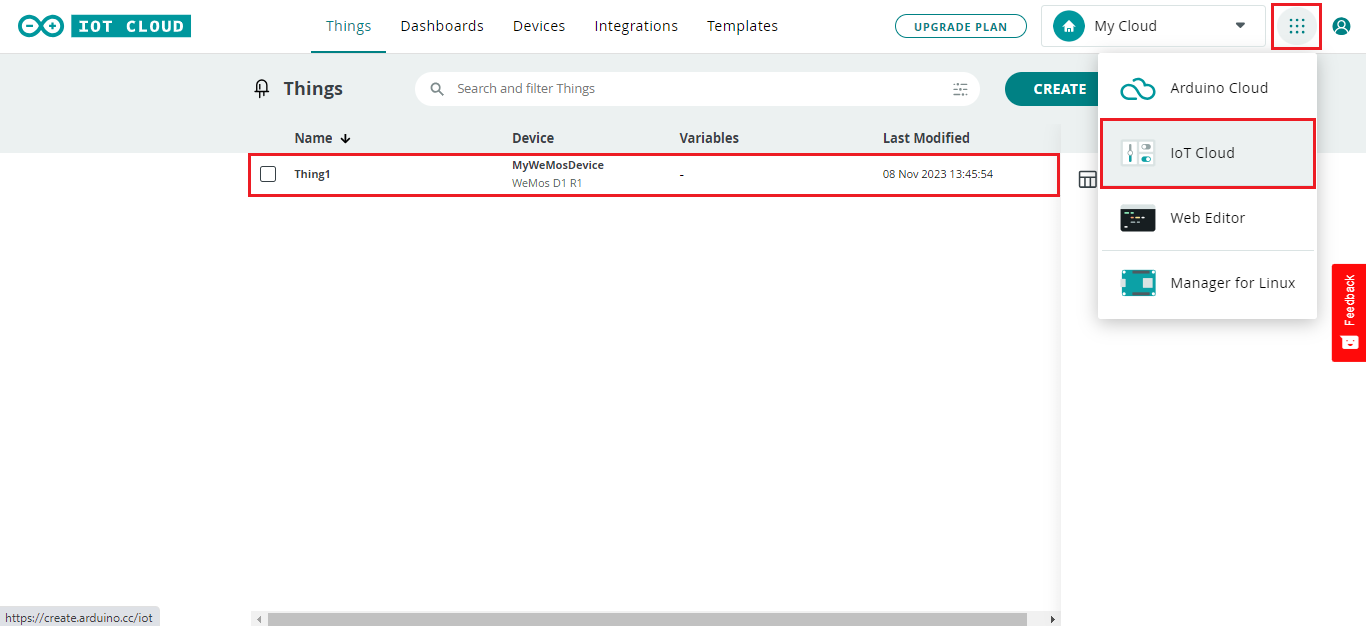 IOT CLOUD
Things Dashboards Devices Integrations Templates
UPGRADE PLAN
My Cloud
Things
Search and filter Things
CREATE
Arduino Cloud
IoT Cloud
Web Editor
Manager for Linux
Name Device Variables Last Modified
Thing1 MyWeMosDevice - 08 Nov 2023 13:45:54
WeMos D1 R1
Feedback
https://create.arduino.cc/iot